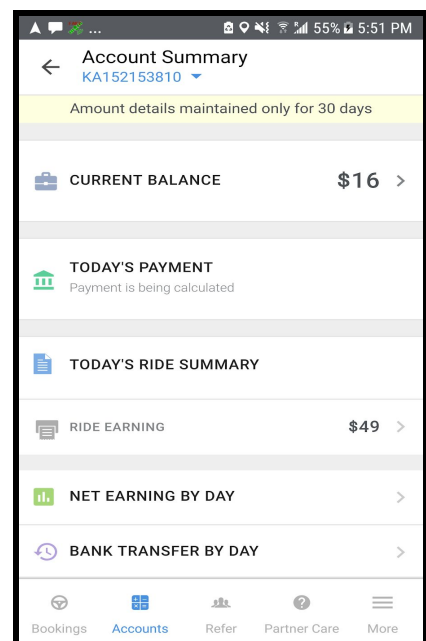 ... 55% 5:51 PM
Account Summary
KA152153810
Amount details maintained only for 30 days
CURRENT BALANCE $16
TODAY'S PAYMENT
Payment is being calculated
TODAY'S RIDE SUMMARY
RIDE EARNING $49
NET EARNING BY DAY
BANK TRANSFER BY DAY
Bookings Accounts Refer Partner Care More